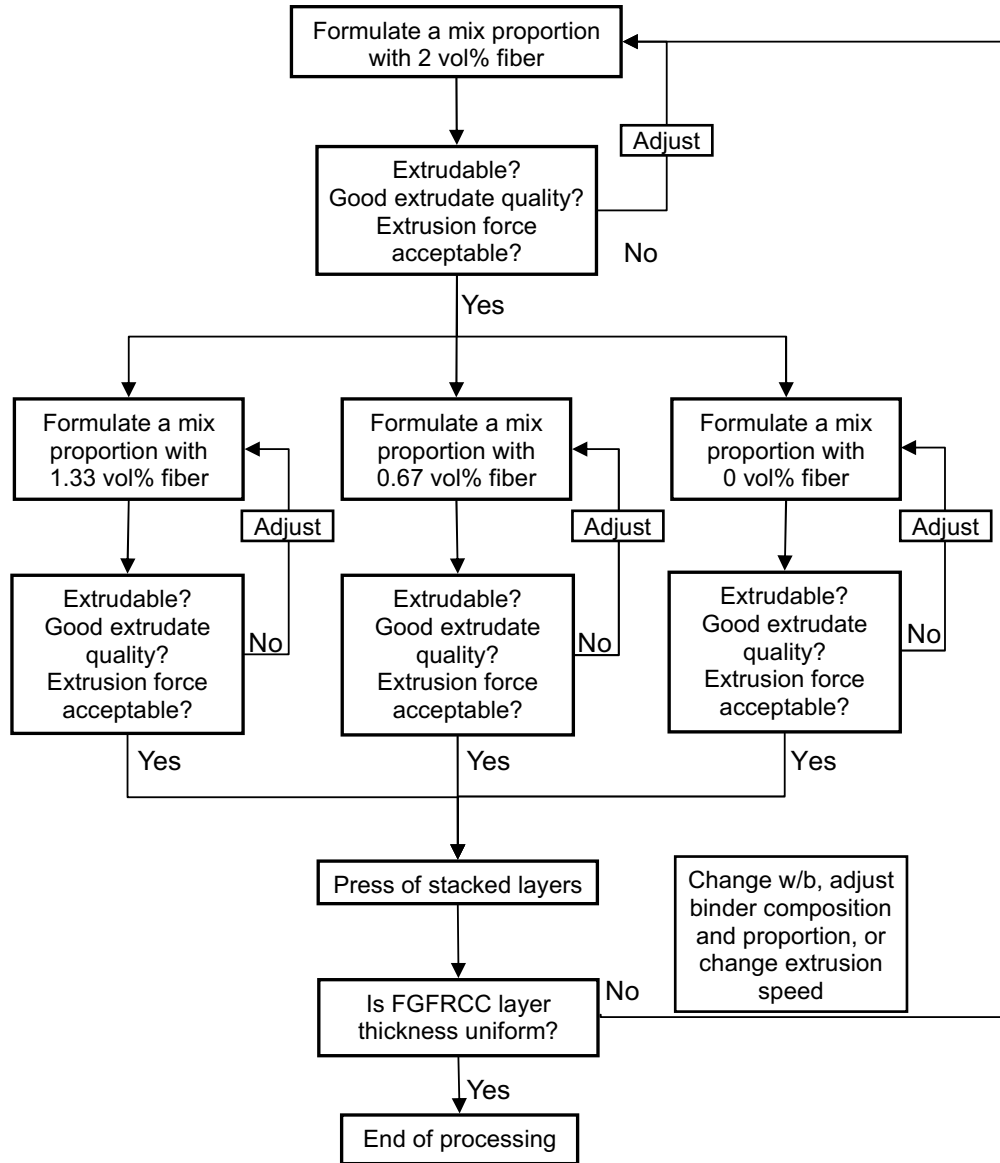 Formulate a mix proportion
with 2 vol% fiber
Adjust
Extrudable?
Good extrudate quality?
Extrusion force
acceptable?
No
Yes
Formulate a mix
proportion with
1.33 vol% fiber
Formulate a mix
proportion with
0.67 vol% fiber
Formulate a mix
proportion with
0 vol% fiber
Adjust
Adjust
Adjust
Extrudable?
Good extrudate
quality?
Extrusion force
acceptable?
No
Extrudable?
Good extrudate
quality?
Extrusion force
acceptable?
No
Extrudable?
Good extrudate
quality?
Extrusion force
acceptable?
No
Yes
Yes
Yes
Press of stacked layers
Change w/b, adjust
binder composition
and proportion, or
change extrusion
speed
Is FGFRCC layer
thickness uniform?
No
Yes
End of processing